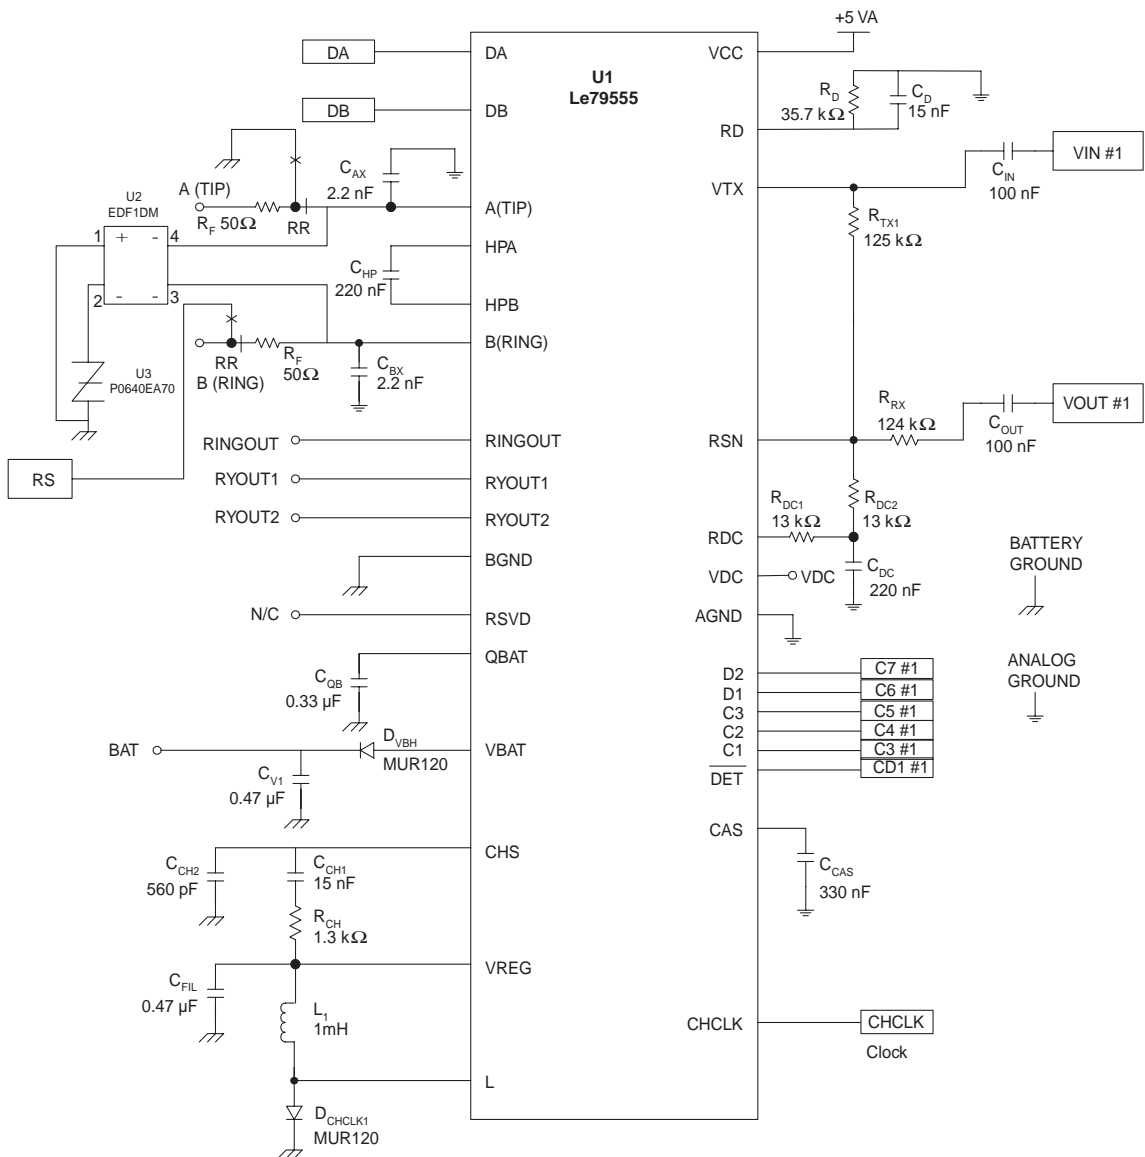 +5 VA
DA
DA
VCC
U1
Le79555
DB
DB
R_D
35.7 kΩ
C_D
15 nF
RD
VIN #1
C_IN
100 nF
C_AX
2.2 nF
VTX
A (TIP)
R_F 50Ω
RR
A(TIP)
U2
EDF1DM
1
+
-
4
2
-
-
3
R_TX1
125 kΩ
HPA
C_HP
220 nF
HPB
B(RING)
RR
B (RING)
R_F
50Ω
C_BX
2.2 nF
U3
P0640EA70
R_RX
124 kΩ
C_OUT
100 nF
VOUT #1
RINGOUT
RINGOUT
RSN
RS
RYOUT1
RYOUT1
R_DC1
13 kΩ
R_DC2
13 kΩ
RYOUT2
RYOUT2
RDC
BGND
VDC
VDC
C_DC
220 nF
BATTERY
GROUND
N/C
RSVD
AGND
QBAT
C_QB
0.33 µF
D2
C7 #1
D1
C6 #1
C3
C5 #1
C2
C4 #1
C1
C3 #1
DET
CD1 #1
ANALOG
GROUND
BAT
D_VBH
MUR120
VBAT
C_V1
0.47 µF
CAS
C_CAS
330 nF
CHS
C_CH2
560 pF
C_CH1
15 nF
R_CH
1.3 kΩ
VREG
C_FIL
0.47 µF
L_1
1mH
CHCLK
CHCLK
Clock
L
D_CHCLK1
MUR120